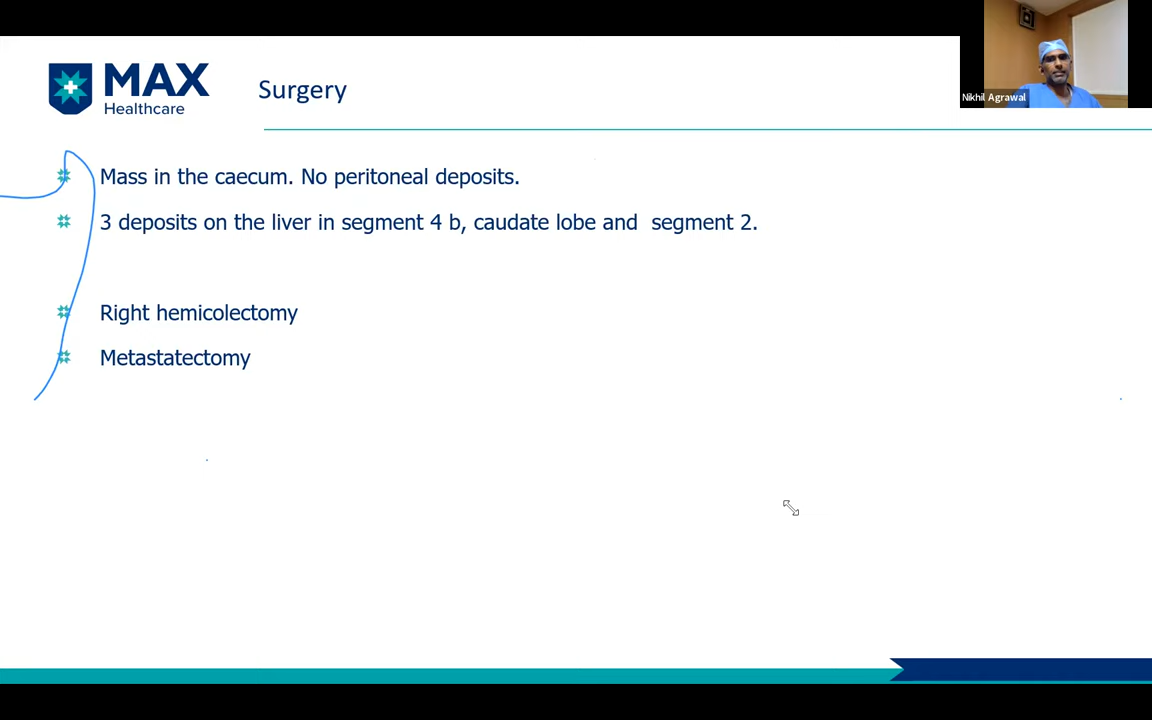 MAX
Healthcare
Surgery
Nikhil Agrawal
Mass in the caecum. No peritoneal deposits.
3 deposits on the liver in segment 4 b, caudate lobe and segment 2.
Right hemicolectomy
Metastatectomy